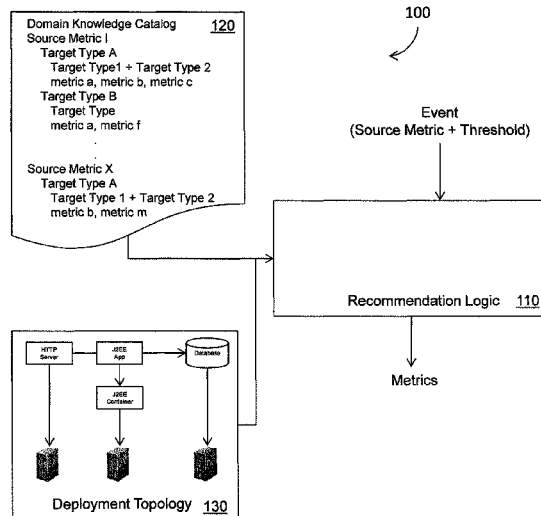 Domain Knowledge Catalog 120
Source Metric I
Target Type A
Target Type1 + Target Type 2
metric a, metric b, metric c
Target Type B
Target Type
metric a, metric f
.
.
Source Metric X
Target Type A
Target Type 1 + Target Type 2
metric b, metric m
100
Event
(Source Metric + Threshold)
Recommendation Logic 110
Metrics
HTTP
Server
J2EE
App
Database
J2EE
Container
Deployment Topology 130